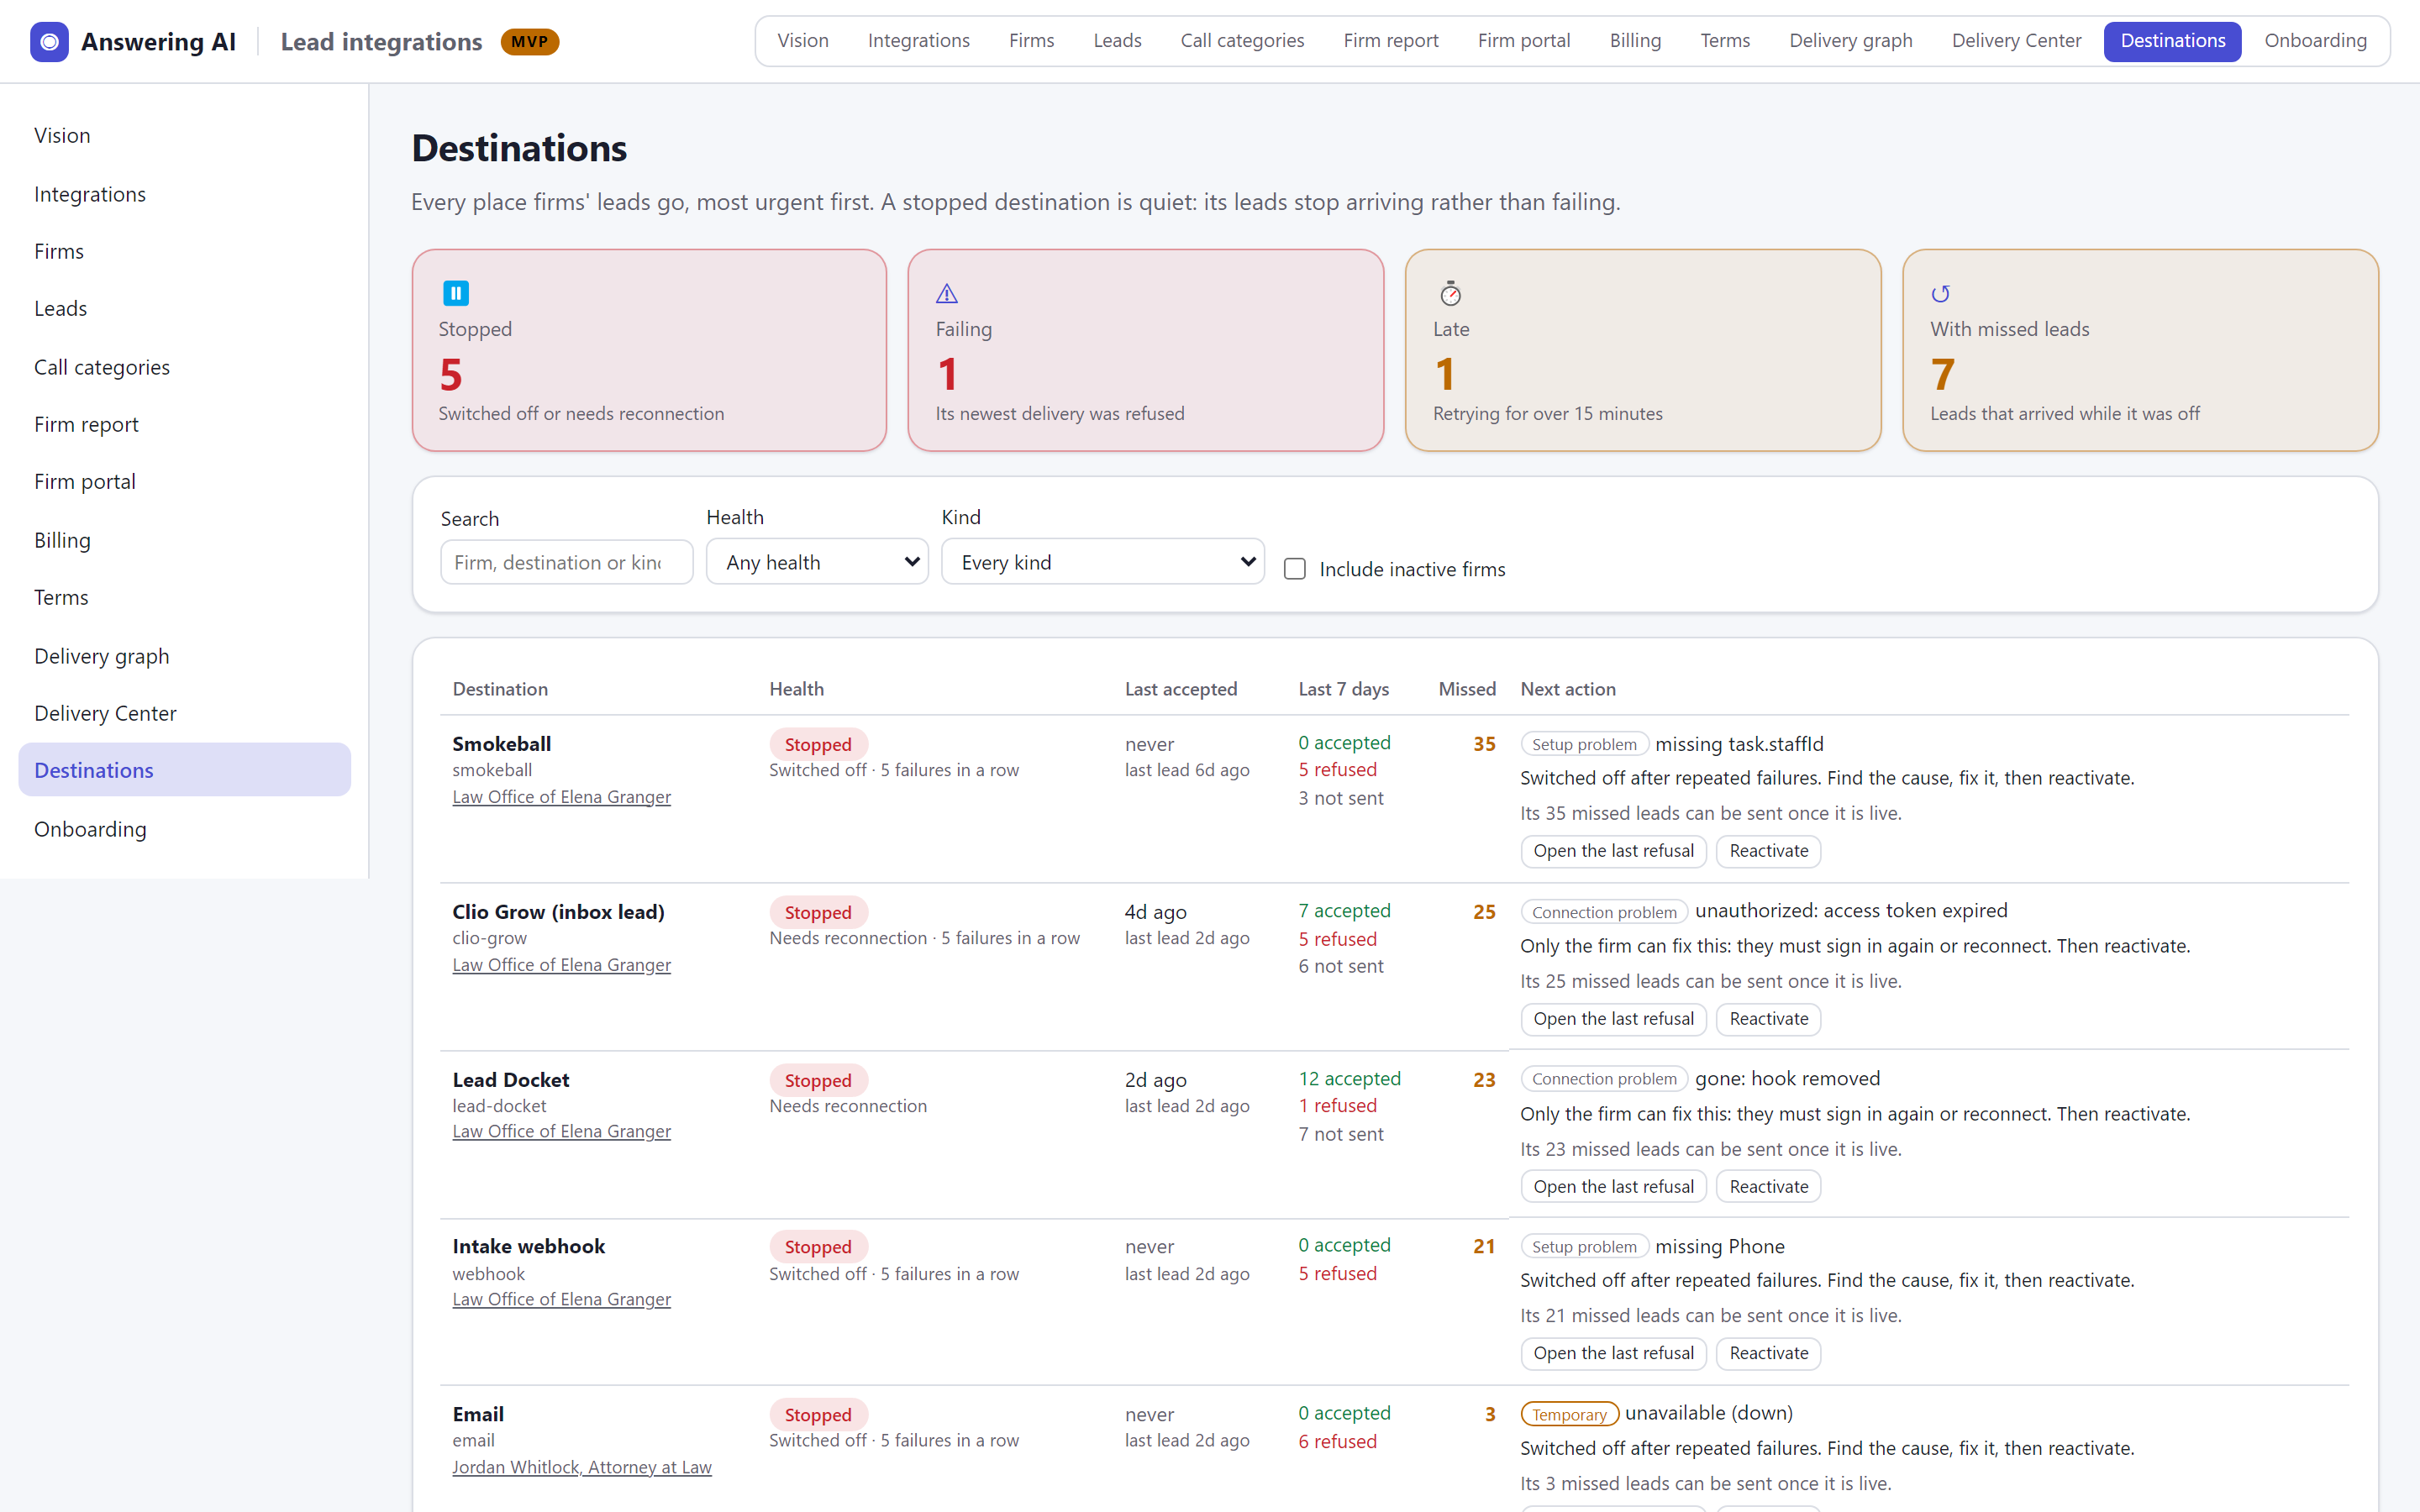 Answering AI
Lead integrations
MVP
Vision
Integrations
Firms
Leads
Call categories
Firm report
Firm portal
Billing
Terms
Delivery graph
Delivery Center
Destinations
Onboarding
Vision
Integrations
Firms
Leads
Call categories
Firm report
Firm portal
Billing
Terms
Delivery graph
Delivery Center
Destinations
Onboarding
Destinations
Every place firms' leads go, most urgent first. A stopped destination is quiet: its leads stop arriving rather than failing.
Stopped
5
Switched off or needs reconnection
Failing
1
Its newest delivery was refused
Late
1
Retrying for over 15 minutes
With missed leads
7
Leads that arrived while it was off
Search
Firm, destination or kin
Health
Any health
Kind
Every kind
Include inactive firms
Destination Health Last accepted Last 7 days Missed Next action
Smokeball
smokeball
Law Office of Elena Granger
Stopped
Switched off · 5 failures in a row
never
last lead 6d ago
0 accepted
5 refused
3 not sent
35
Setup problem missing task.staffId
Switched off after repeated failures. Find the cause, fix it, then reactivate.
Its 35 missed leads can be sent once it is live.
Open the last refusal Reactivate
Clio Grow (inbox lead)
clio-grow
Law Office of Elena Granger
Stopped
Needs reconnection · 5 failures in a row
4d ago
last lead 2d ago
7 accepted
5 refused
6 not sent
25
Connection problem unauthorized: access token expired
Only the firm can fix this: they must sign in again or reconnect. Then reactivate.
Its 25 missed leads can be sent once it is live.
Open the last refusal Reactivate
Lead Docket
lead-docket
Law Office of Elena Granger
Stopped
Needs reconnection
2d ago
last lead 2d ago
12 accepted
1 refused
7 not sent
23
Connection problem gone: hook removed
Only the firm can fix this: they must sign in again or reconnect. Then reactivate.
Its 23 missed leads can be sent once it is live.
Open the last refusal Reactivate
Intake webhook
webhook
Law Office of Elena Granger
Stopped
Switched off · 5 failures in a row
never
last lead 2d ago
0 accepted
5 refused
21
Setup problem missing Phone
Switched off after repeated failures. Find the cause, fix it, then reactivate.
Its 21 missed leads can be sent once it is live.
Open the last refusal Reactivate
Email
email
Jordan Whitlock, Attorney at Law
Stopped
Switched off · 5 failures in a row
never
last lead 2d ago
0 accepted
6 refused
3
Temporary unavailable (down)
Switched off after repeated failures. Find the cause, fix it, then reactivate.
Its 3 missed leads can be sent once it is live.